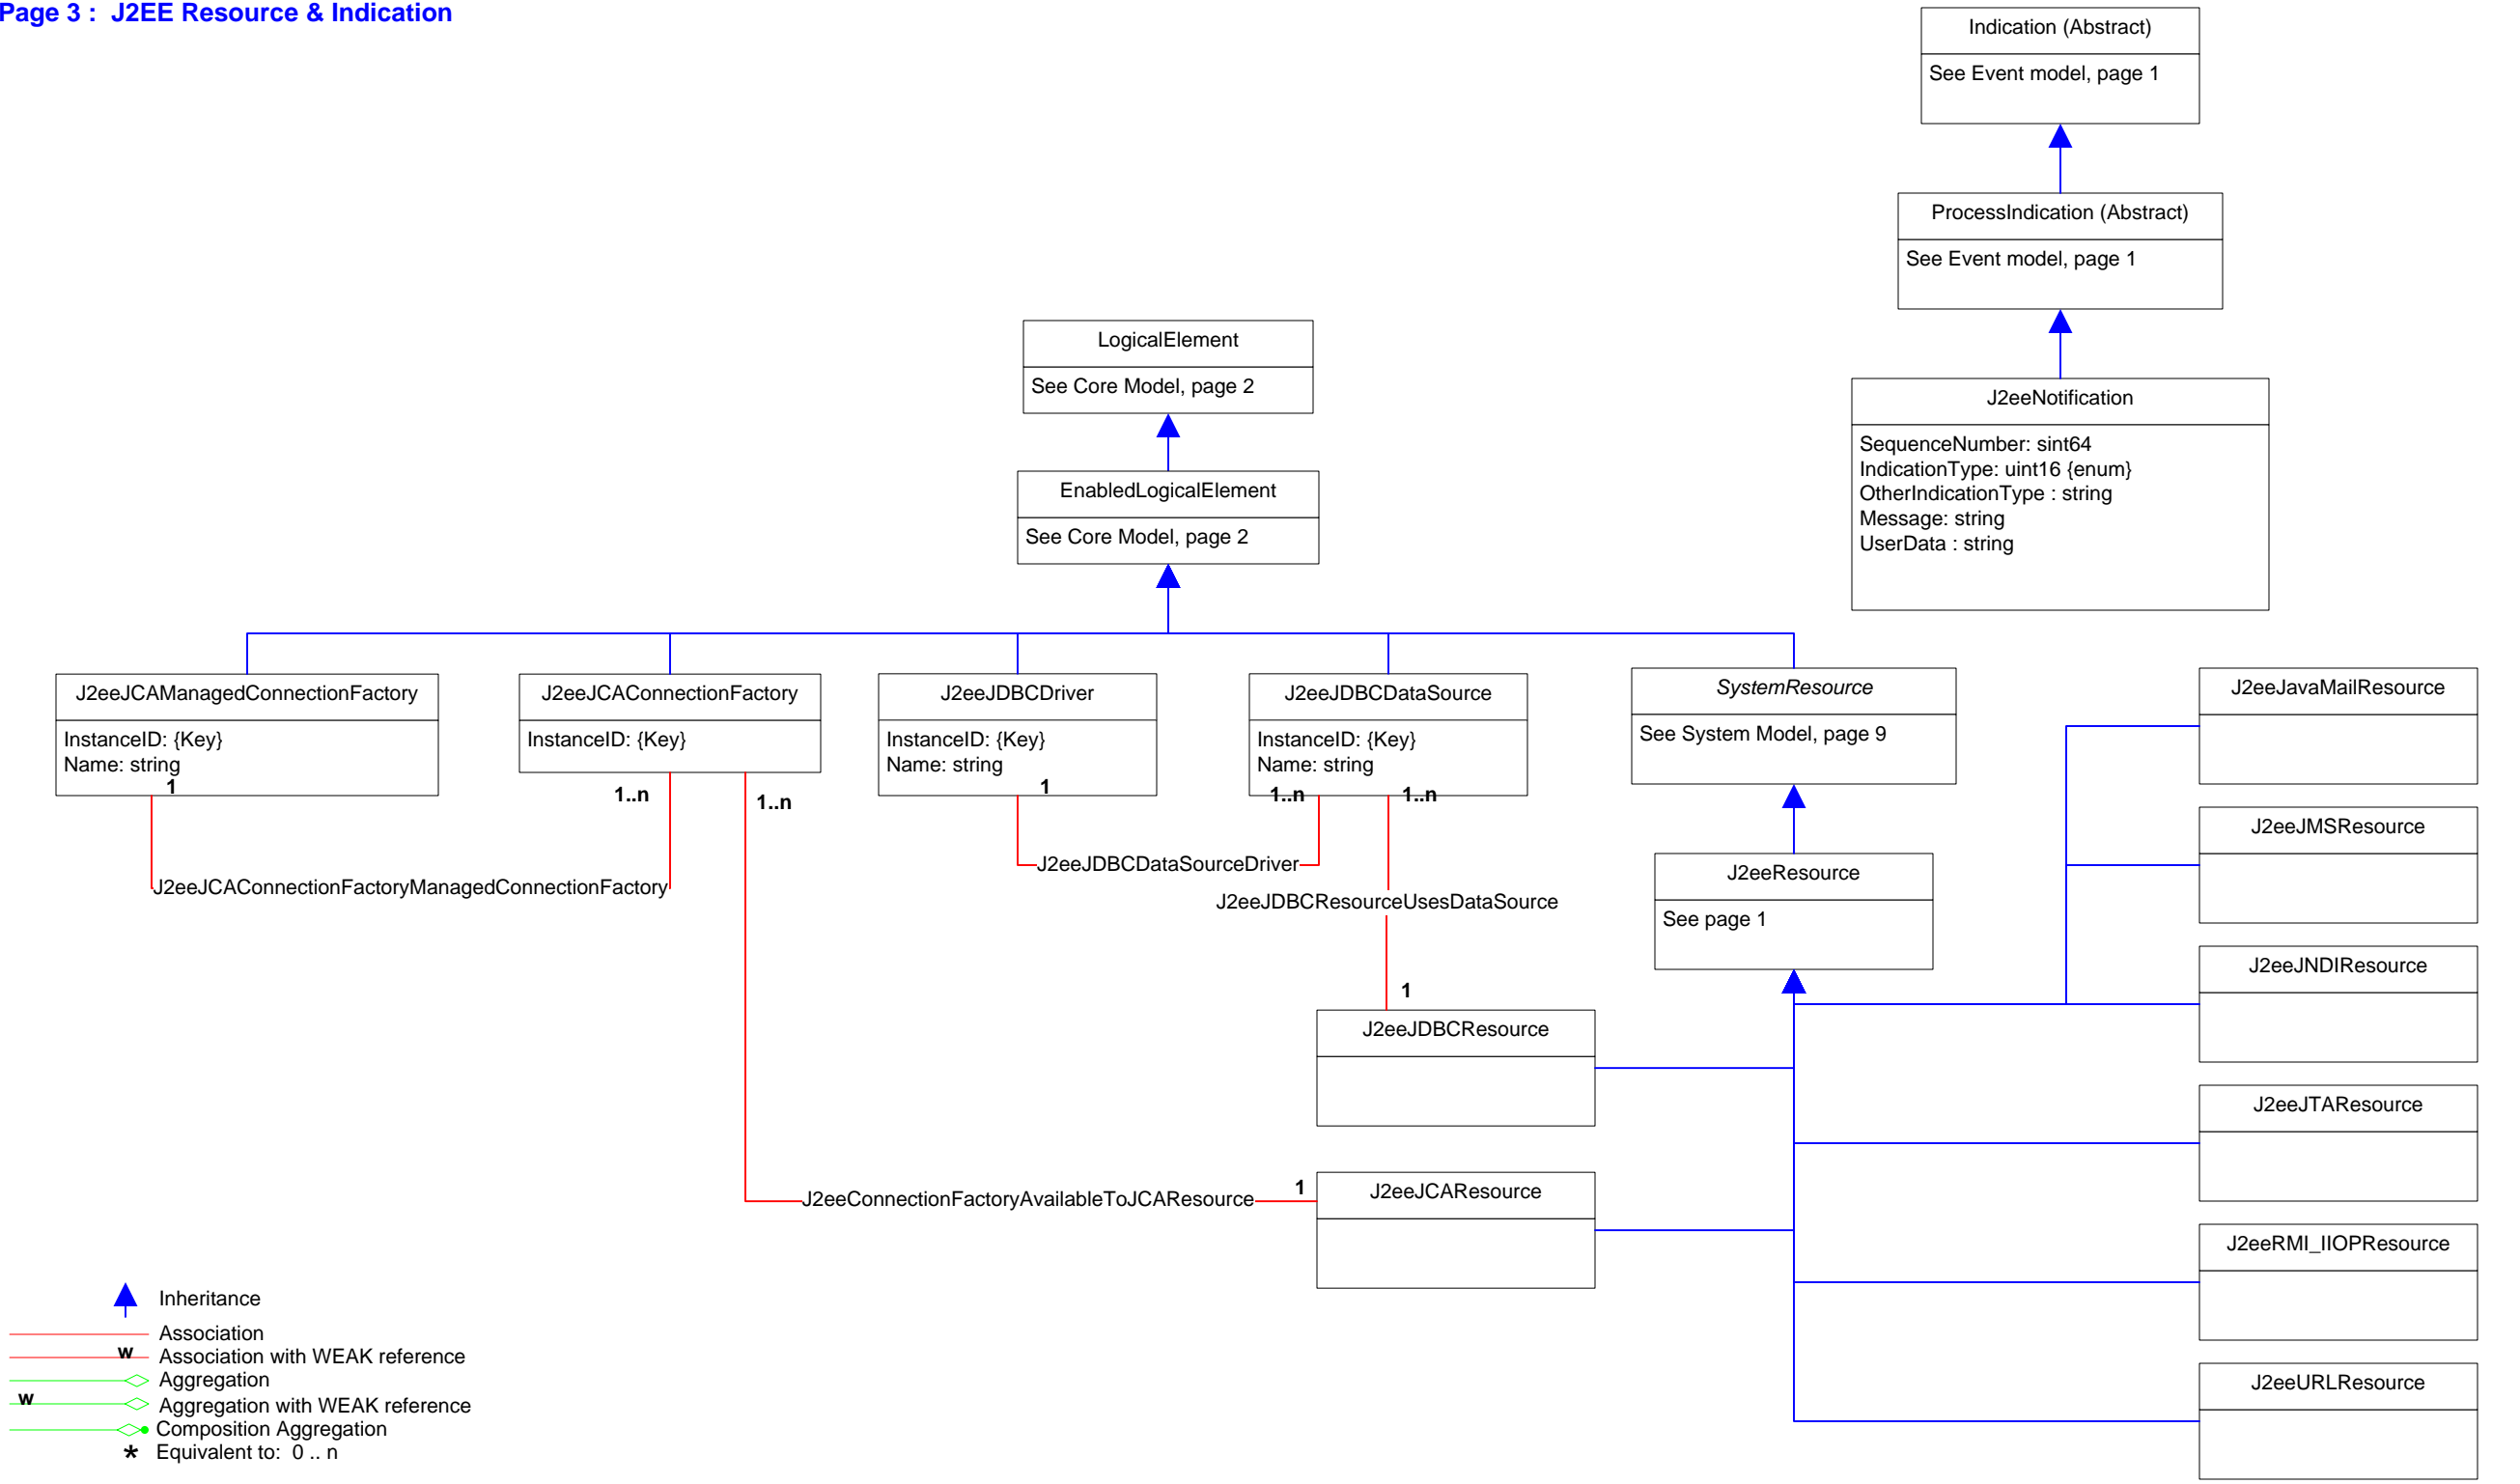 Page 3 :  J2EE Resource & Indication
Indication (Abstract)
See Event model, page 1
ProcessIndication (Abstract)
See Event model, page 1
LogicalElement
See Core Model, page 2
J2eeNotification
SequenceNumber: sint64
IndicationType: uint16 {enum}
OtherIndicationType : string
Message: string
UserData : string
EnabledLogicalElement
See Core Model, page 2
J2eeJCAManagedConnectionFactory
InstanceID: {Key}
Name: string
1
J2eeJCAConnectionFactory
InstanceID: {Key}
1..n
1..n
J2eeJDBCDriver
InstanceID: {Key}
Name: string
1
J2eeJDBCDataSource
InstanceID: {Key}
Name: string
1..n
1..n
SystemResource
See System Model, page 9
J2eeJavaMailResource
J2eeJMSResource
J2eeJDBCDataSourceDriver
J2eeJCAConnectionFactoryManagedConnectionFactory
J2eeJDBCResourceUsesDataSource
J2eeResource
See page 1
J2eeJNDIResource
1
J2eeJDBCResource
J2eeJTAResource
J2eeConnectionFactoryAvailableToJCAResource
1
J2eeJCAResource
J2eeRMI_IIOPResource
J2eeURLResource
Inheritance
Association
w Association with WEAK reference
Aggregation
w Aggregation with WEAK reference
Composition Aggregation
* Equivalent to:  0 .. n